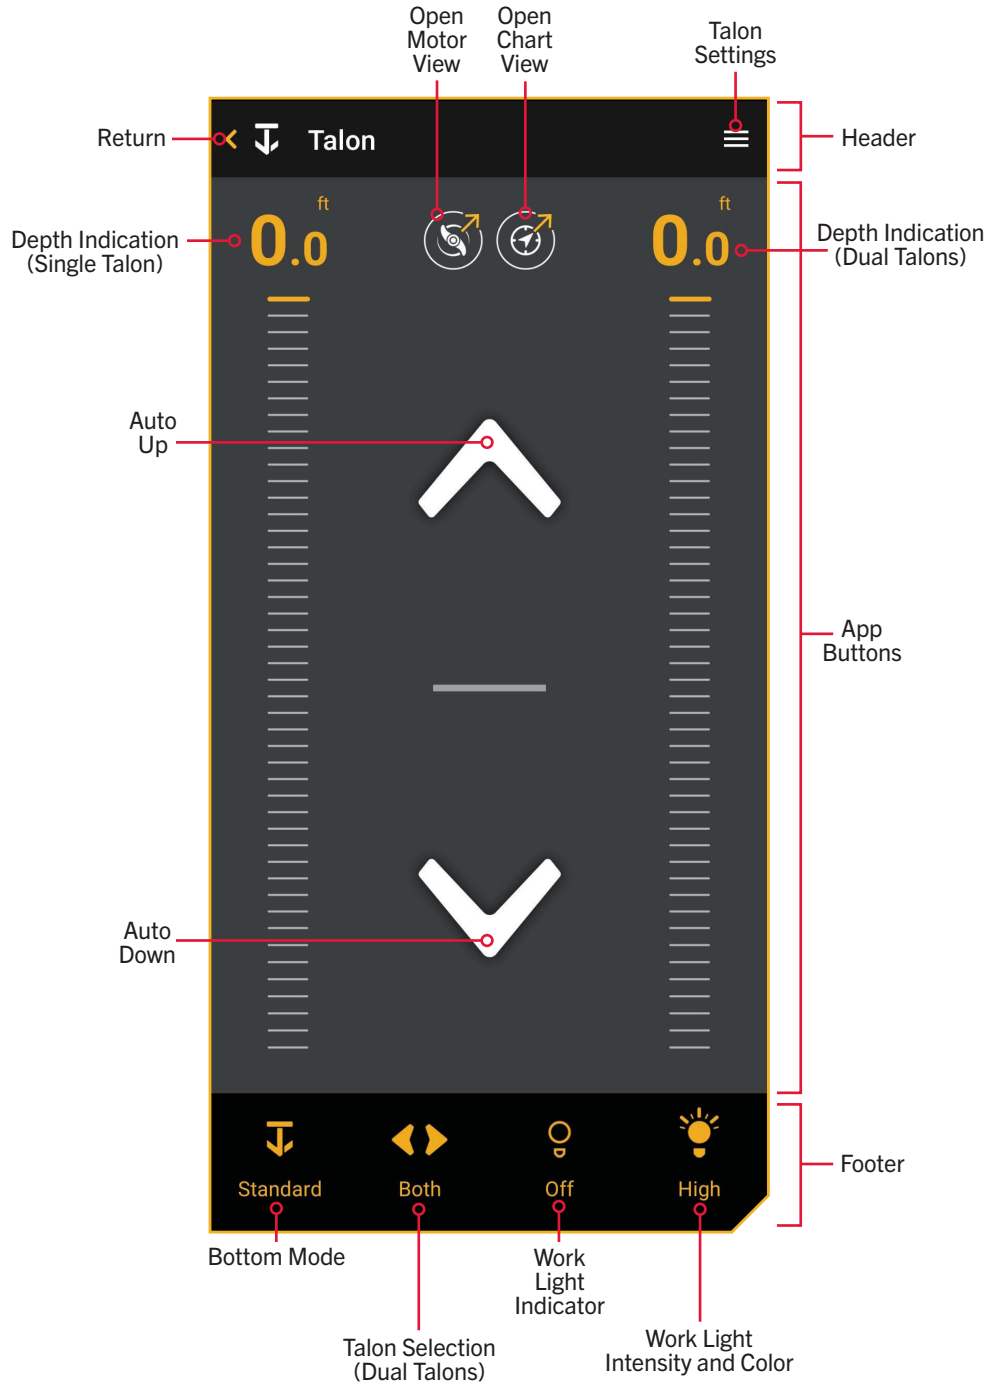 Open
Motor
View
Open
Chart
View
Talon
Settings
Return
Talon
Header
ft
0.0
ft
0.0
Depth Indication
(Single Talon)
Depth Indication
(Dual Talons)
Auto
Up
App
Buttons
Auto
Down
Standard
Both
Off
High
Footer
Bottom Mode
Work
Light
Indicator
Talon Selection
(Dual Talons)
Work Light
Intensity and Color